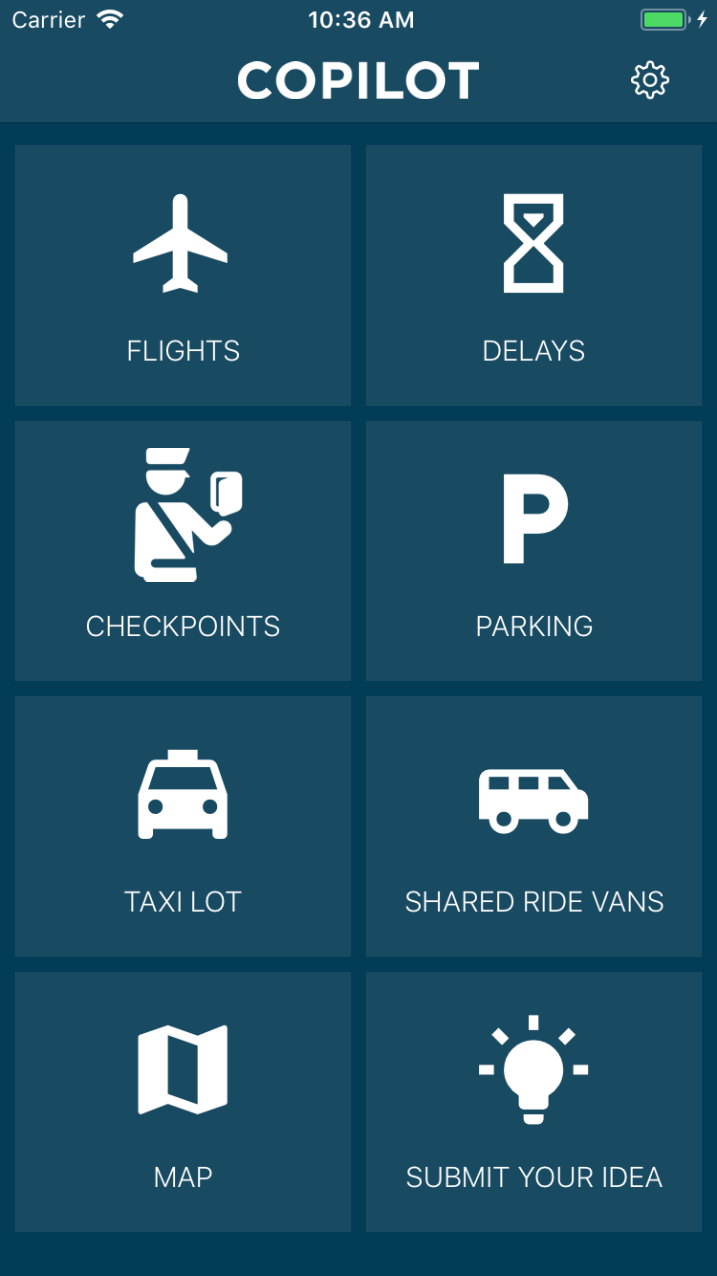 Carrier 10:36 AM
COPILOT
FLIGHTS
DELAYS
CHECKPOINTS
P
PARKING
TAXI LOT
SHARED RIDE VANS
MAP
SUBMIT YOUR IDEA